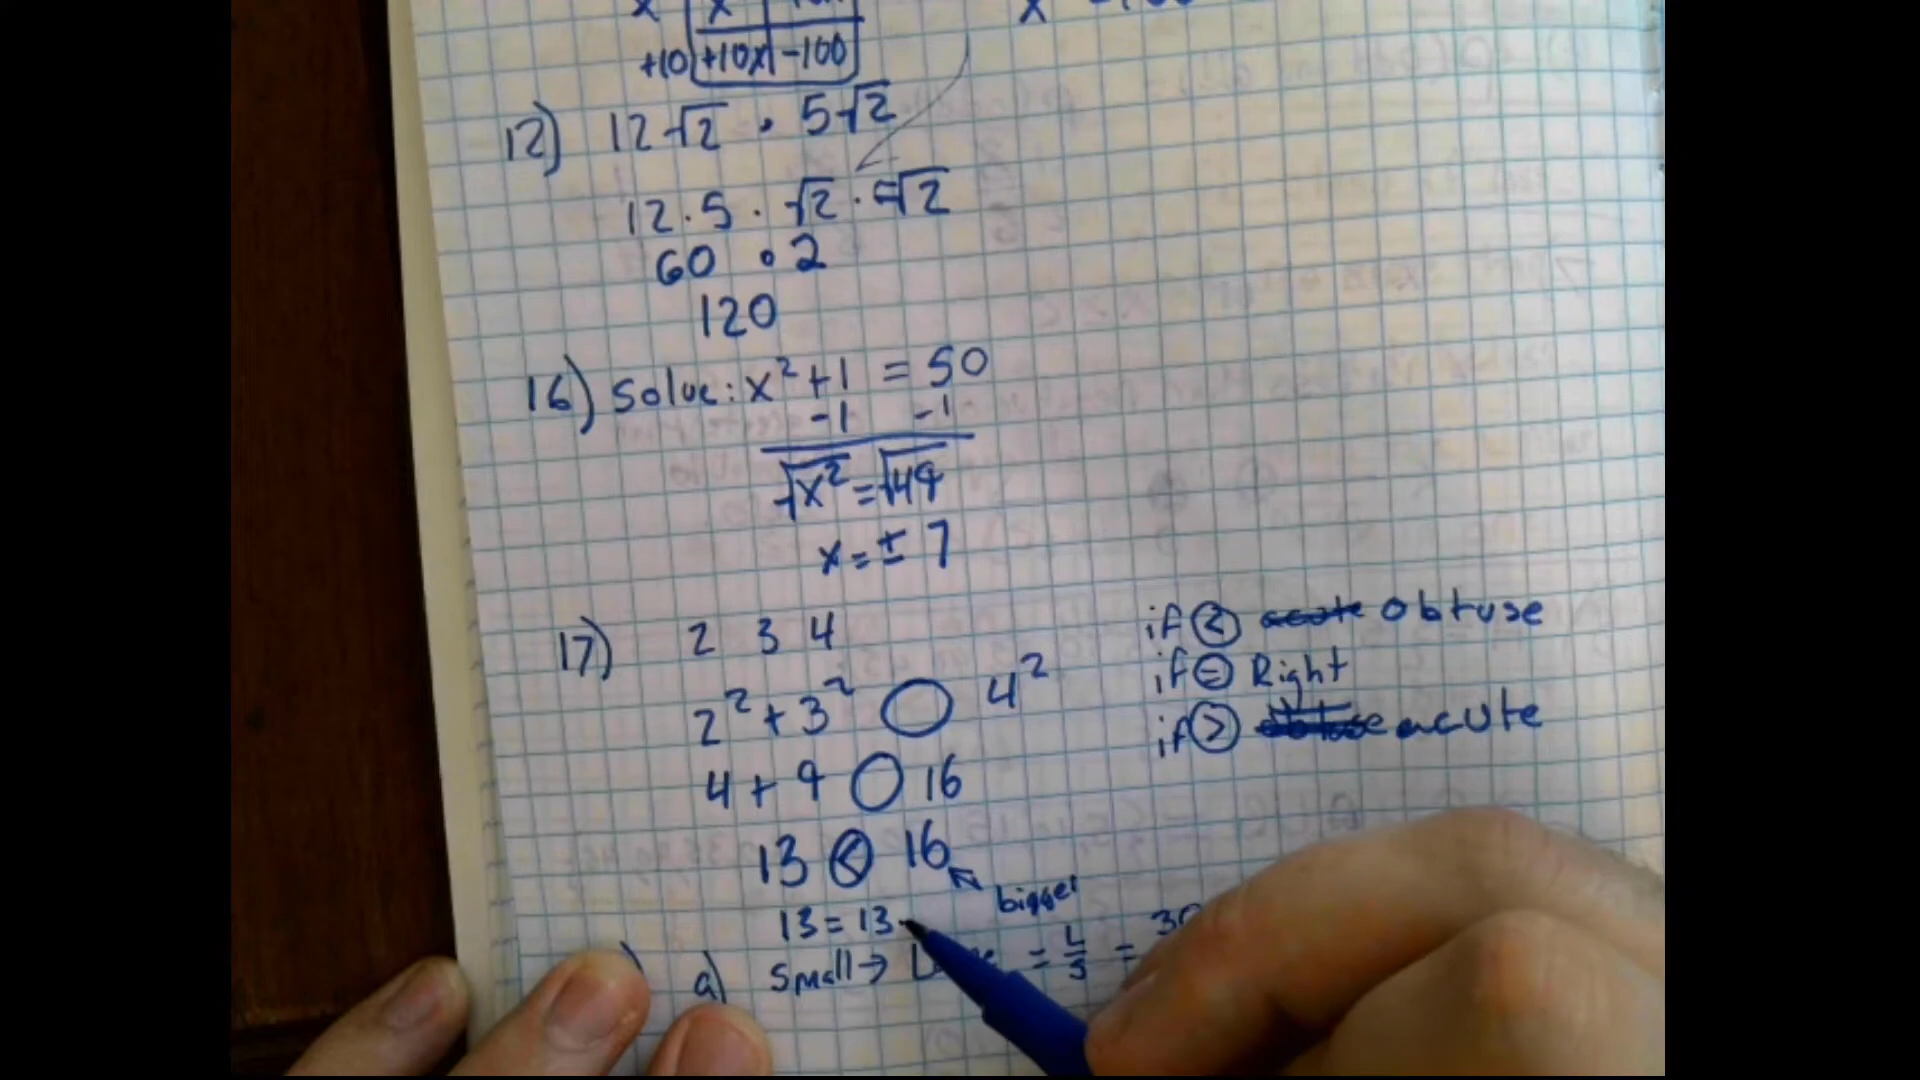 +10 +10x -100
12) 12√2 • 5√2
12 · 5 · √2 · √2
60 • 2
120
16) Solve: x² + 1 = 50
-1 -1
√x² = √49
x = ± 7
17) 2 3 4
if < obtuse
2² + 3² ◯ 4²
if = Right
if > acute
4 + 9 ◯ 16
13 < 16
bigger
13 = 13
a) Small → = L/S = 30